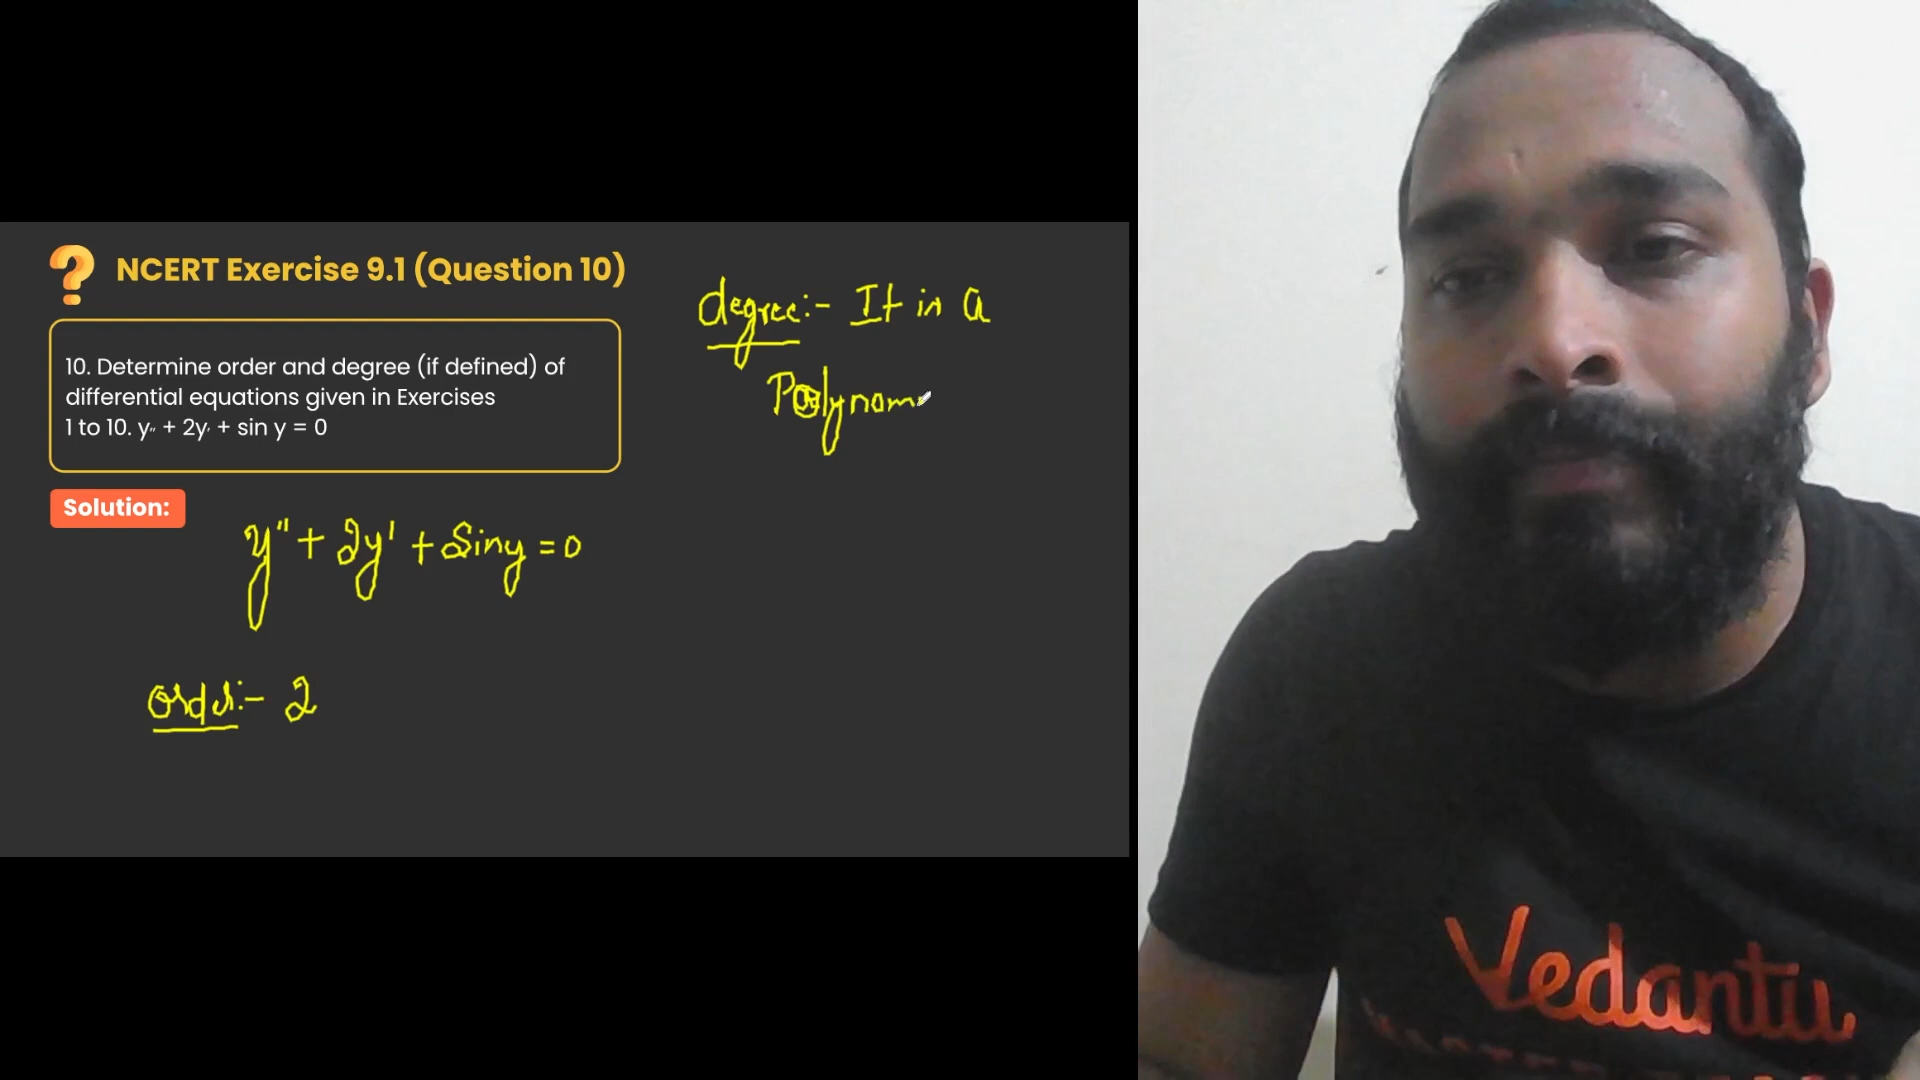 NCERT Exercise 9.1 (Question 10)
10. Determine order and degree (if defined) of
differential equations given in Exercises
1 to 10. y″ + 2y′ + sin y = 0
Solution:
y″ + 2y′ + Siny = 0
order:- 2
degree:- It is a
Polynom
Vedantu